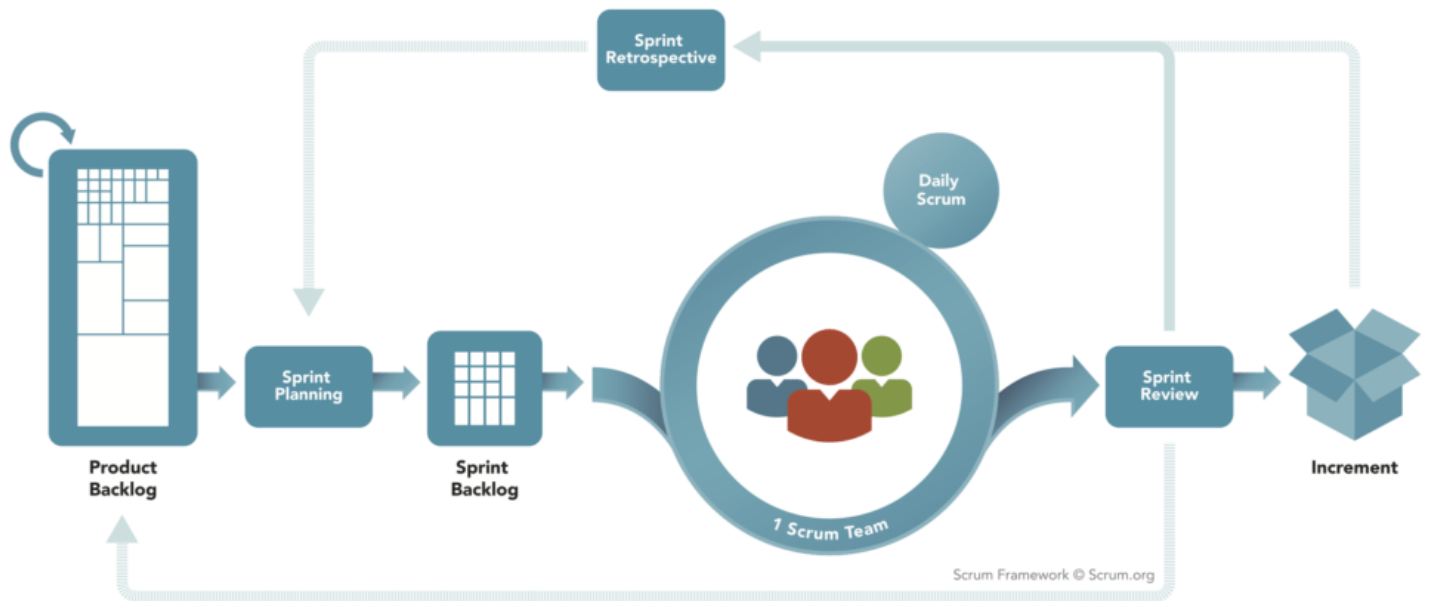 Sprint
Retrospective
Daily
Scrum
Sprint
Planning
Sprint
Review
Product
Backlog
Sprint
Backlog
Increment
1 Scrum Team
Scrum Framework © Scrum.org